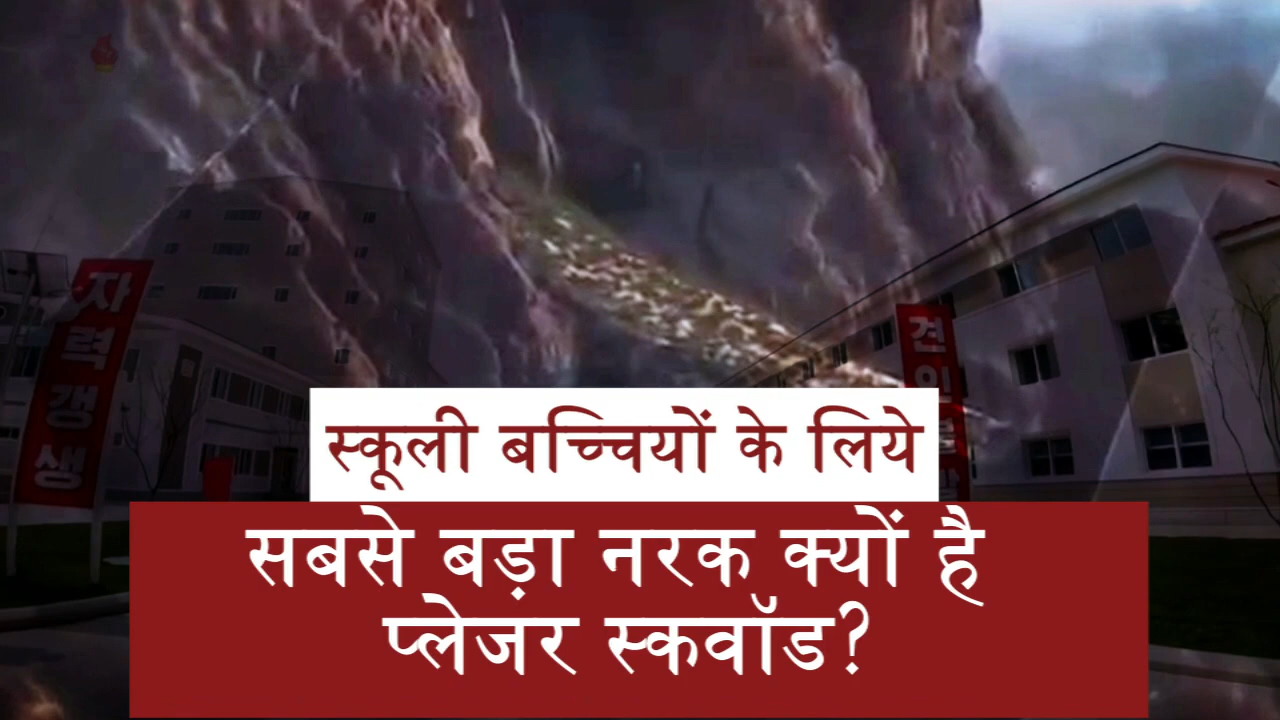 자력갱생
견인
स्कूली बच्चियों के लिये
सबसे बड़ा नरक क्यों है
प्लेजर स्कवॉड?